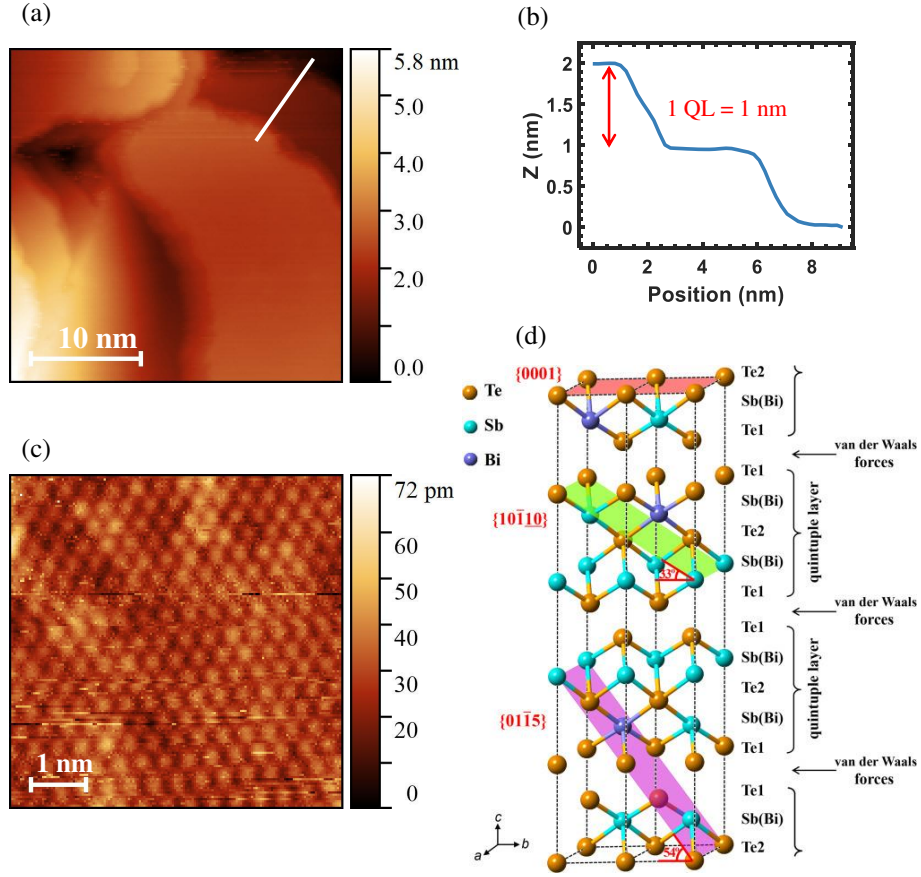 (a)
5.8 nm
5.0
4.0
3.0
2.0
0.0
10 nm
(b)
2
1.5
1
0.5
0
Z (nm)
1 QL = 1 nm
0 2 4 6 8
Position (nm)
(c)
72 pm
60
40
30
20
0
1 nm
(d)
Te
Sb
Bi
{0001}
{101̅10}
{011̅5}
33°
54°
c
a
b
Te2
Sb(Bi)
Te1
van der Waals
forces
Te1
Sb(Bi)
Te2
Sb(Bi)
Te1
quintuple layer
van der Waals
forces
Te1
Sb(Bi)
Te2
Sb(Bi)
Te1
quintuple layer
van der Waals
forces
Te1
Sb(Bi)
Te2